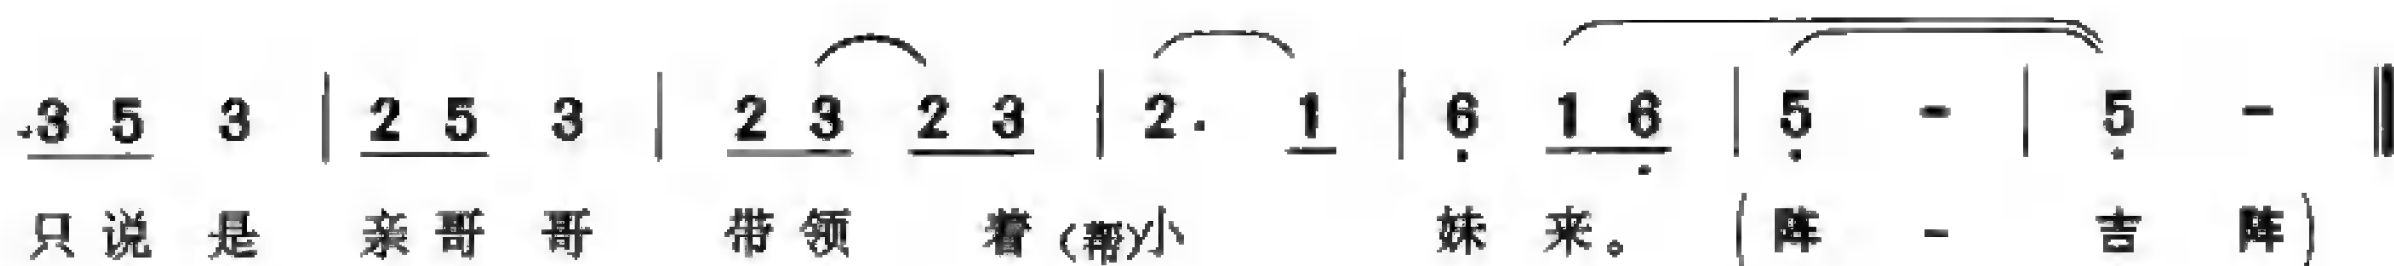 3 5 3 | 2 5 3 | 2 3 2 3 | 2. 1 | 6 1 6 | 5 - | 5 - ‖
只说是 亲哥哥 带领 着(帮)小 妹来。(阵 - 吉 阵)